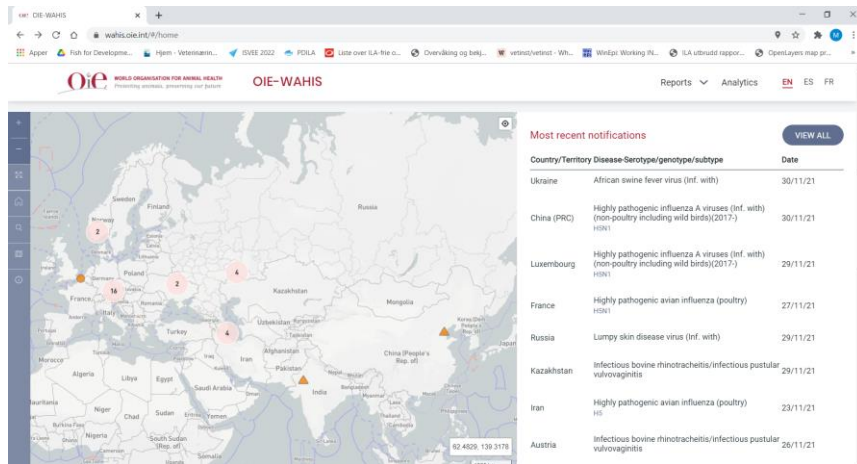 OIE-WAHIS
wahis.oie.int/#/home
Apper
Fish for Developme...
Hjem - Veterinærin...
ISVEE 2022
PDILA
Liste over ILA-frie o...
Overvåking og bekj...
vetinst/vetinst - Wh...
WinEpi: Working IN...
ILA utbrudd rappor...
OpenLayers map pr...
OiE
WORLD ORGANISATION FOR ANIMAL HEALTH
Protecting animals, preserving our future
OIE-WAHIS
Reports
Analytics
EN ES FR
Sweden
Finland
Norway
Russia
2
Poland
Germany
16
2
4
France
Italy
Romania
Kazakhstan
Mongolia
Uzbekistan
Turkey
4
Iran
Afghanistan
Pakistan
China (People's
Rep. of)
Morocco
Algeria
Libya
Egypt
Saudi Arabia
India
Niger
Chad
Sudan
Yemen
Nigeria
South Sudan
(Rep. of)
Somalia
62.4829, 139.3178
Most recent notifications
VIEW ALL
Country/Territory Disease-Serotype/genotype/subtype Date
Ukraine African swine fever virus (Inf. with) 30/11/21
Highly pathogenic influenza A viruses (Inf. with)
China (PRC) (non-poultry including wild birds)(2017-) 30/11/21
H5N1
Highly pathogenic influenza A viruses (Inf. with)
Luxembourg (non-poultry including wild birds)(2017-) 29/11/21
H5N1
France Highly pathogenic avian influenza (poultry) 27/11/21
H5N1
Russia Lumpy skin disease virus (Inf. with) 29/11/21
Kazakhstan Infectious bovine rhinotracheitis/infectious pustular 29/11/21
vulvovaginitis
Iran Highly pathogenic avian influenza (poultry) 23/11/21
H5
Austria Infectious bovine rhinotracheitis/infectious pustular 26/11/21
vulvovaginitis